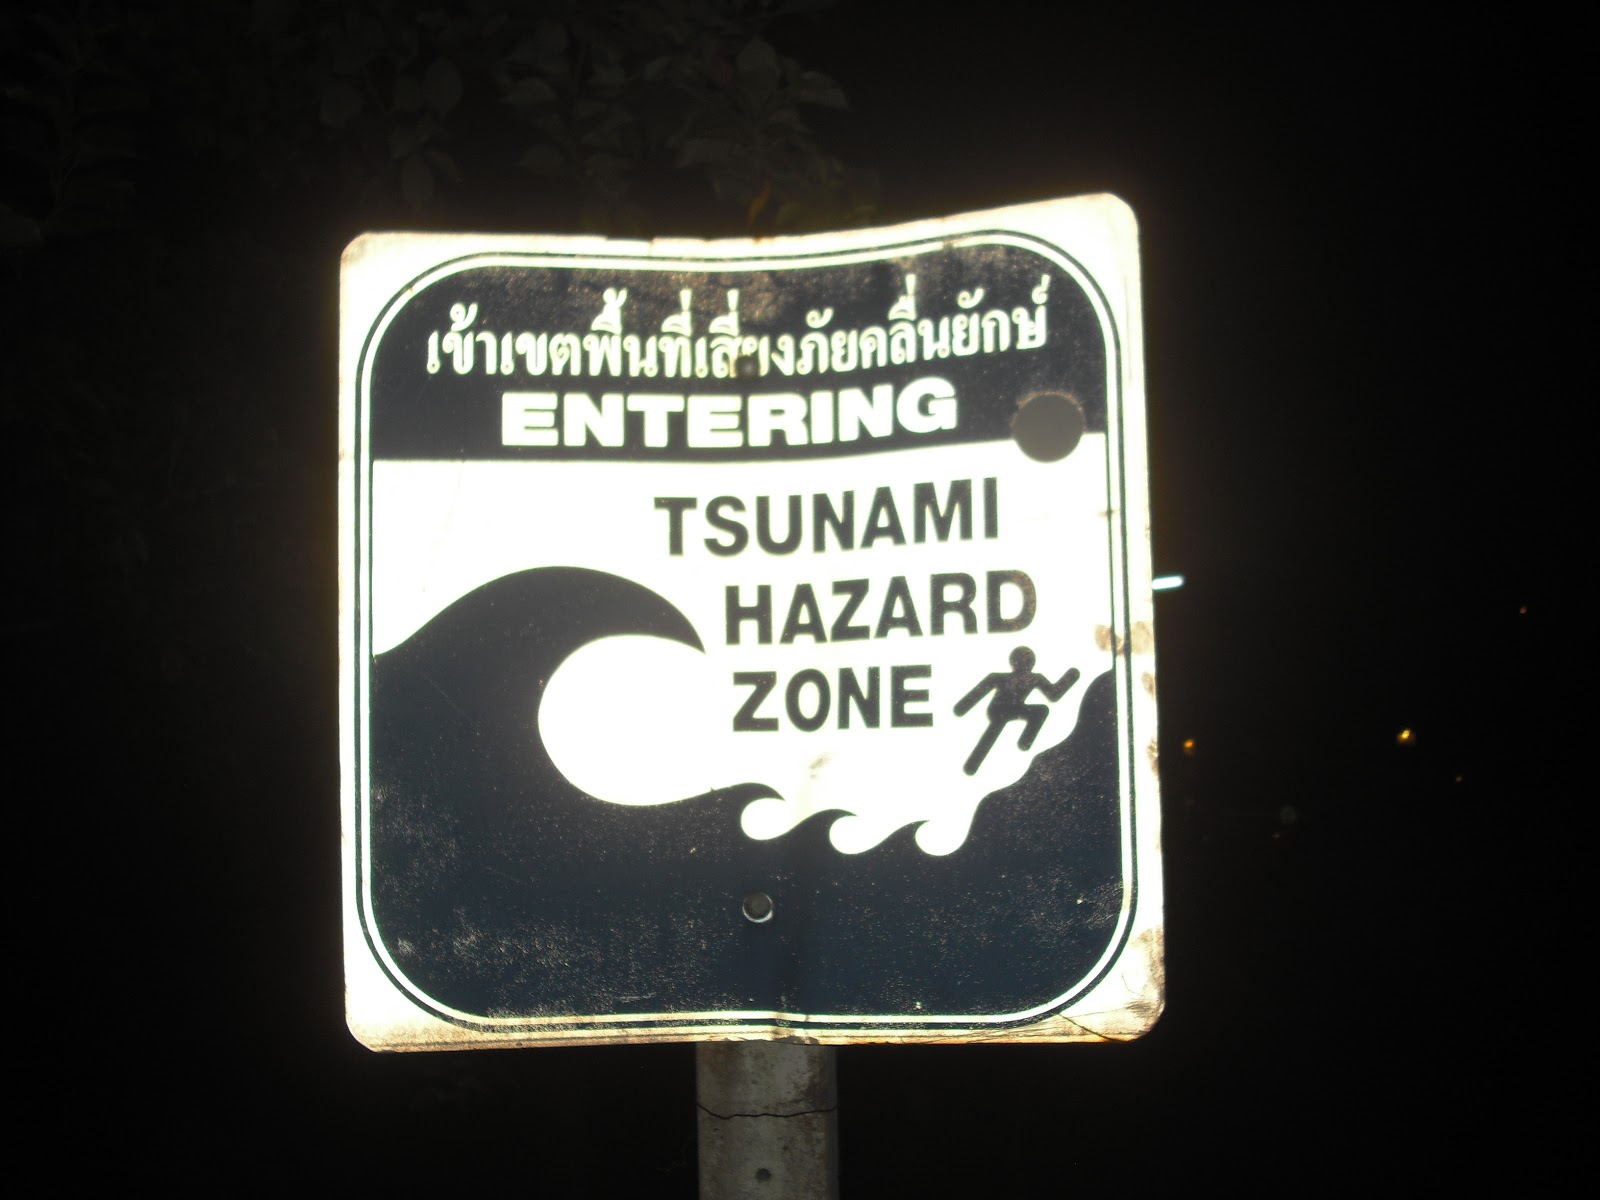 เข้าเขตพื้นที่เสี่ยงภัยคลื่นยักษ์
ENTERING
TSUNAMI
HAZARD
ZONE